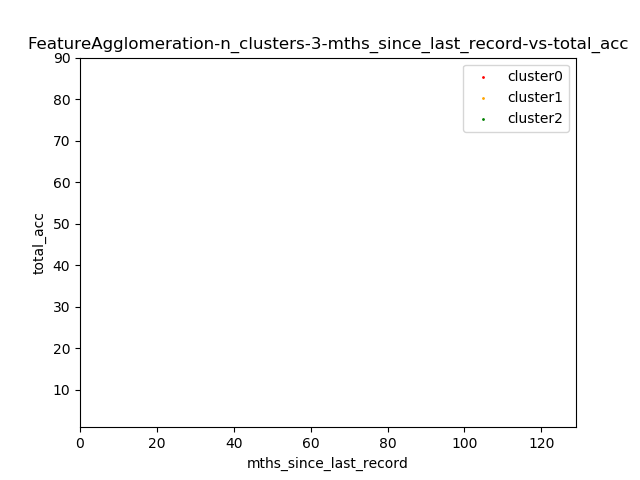 FeatureAgglomeration-n_clusters-3-mths_since_last_record-vs-total_acc
cluster0
cluster1
cluster2
90
80
70
60
50
40
30
20
10
total_acc
0 20 40 60 80 100 120
mths_since_last_record